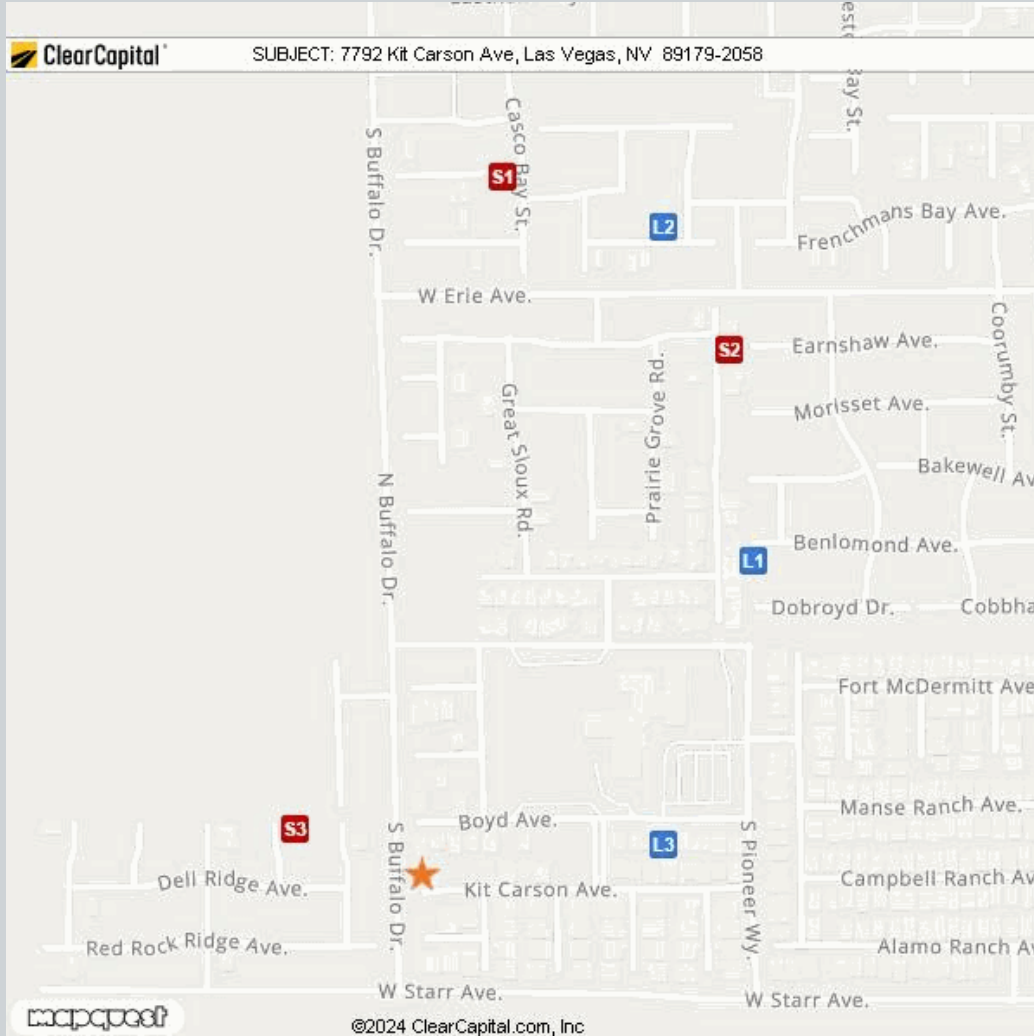 ClearCapital
SUBJECT: 7792 Kit Carson Ave, Las Vegas, NV 89179-2058
Bay St.
Casco Bay St.
S Buffalo Dr.
S1
L2
Frenchmans Bay Ave.
W Erie Ave.
S2
Earnshaw Ave.
Coorumby St.
Great Sioux Rd.
Prairie Grove Rd.
Morisset Ave.
Bakewell Av
N Buffalo Dr.
Benlomond Ave.
L1
Dobroyd Dr.
Cobbha
Fort McDermitt Ave
Manse Ranch Ave.
S3
Boyd Ave.
L3
S Buffalo Dr.
S Pioneer Wy.
Dell Ridge Ave.
Kit Carson Ave.
Campbell Ranch Av
Red Rock Ridge Ave.
Alamo Ranch Av
W Starr Ave.
W Starr Ave.
mapquest
©2024 ClearCapital.com, Inc